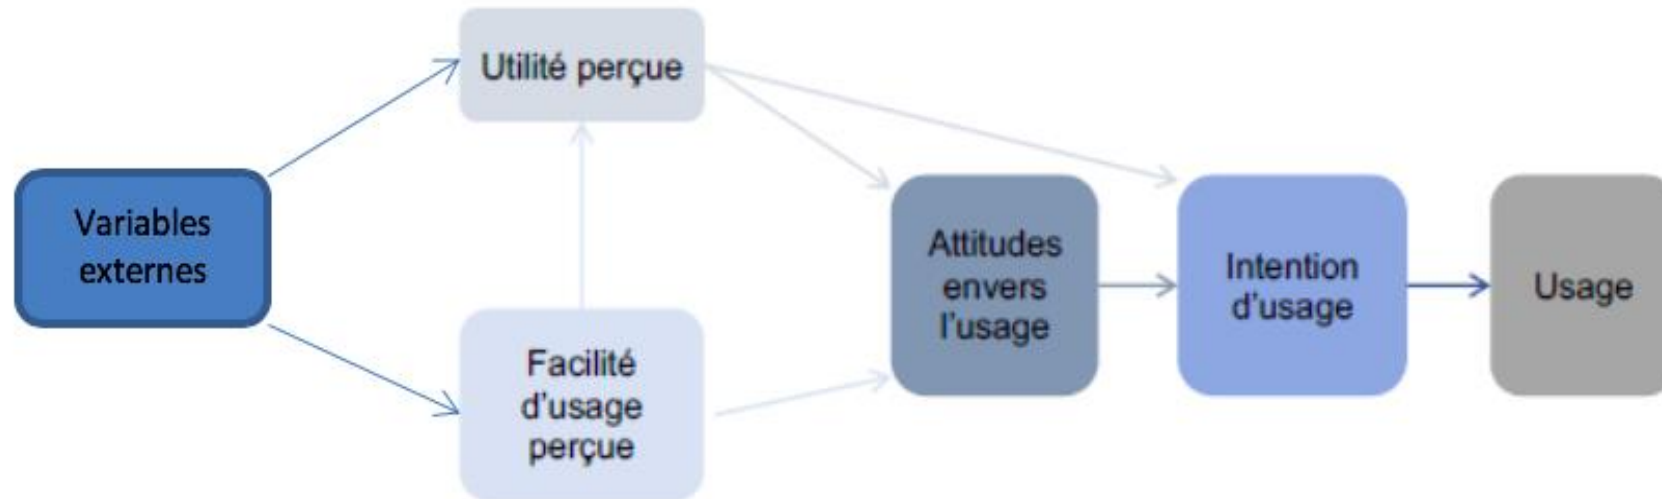 Utilité perçue
Variables
externes
Facilité
d'usage
perçue
Attitudes
envers
l'usage
Intention
d'usage
Usage